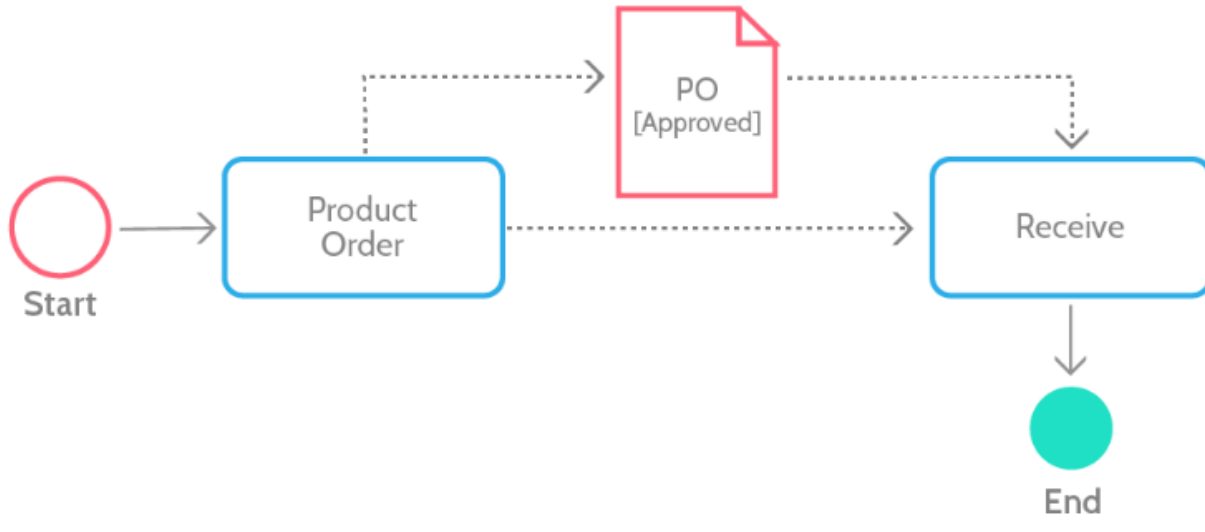 PO
[Approved]
Product
Order
Receive
Start
End